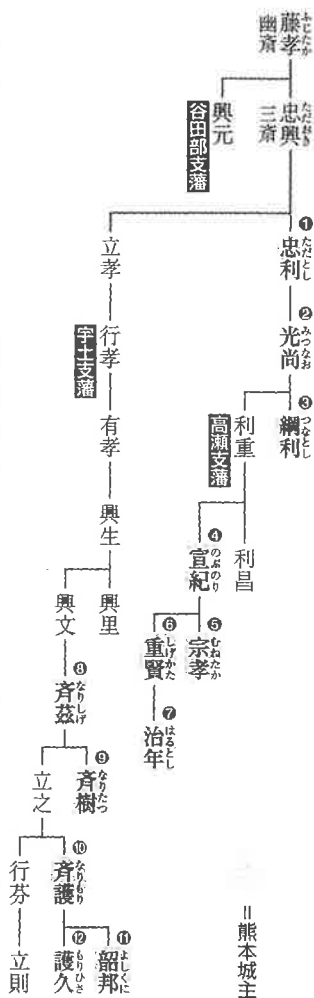 藤孝 ふじたか
幽斎
忠興 ただおき
三斎
興元
谷田部支藩
❶ 忠利 ただとし
❷ 光尚 みつなお
❸ 綱利 つなとし
利重
高瀬支藩
利昌
❹ 宣紀 のぶのり
❺ 宗孝 むねたか
❻ 重賢 しげかた
❼ 治年 はるとし
立孝
行孝
宇土支藩
有孝
興生
興里
興文
❽ 斉茲 なりしげ
❾ 斉樹 なりたつ
立之
❿ 斉護 なりもり
⓫ 韶邦 よしくに
⓬ 護久 もりひさ
行芬
立則
=熊本城主